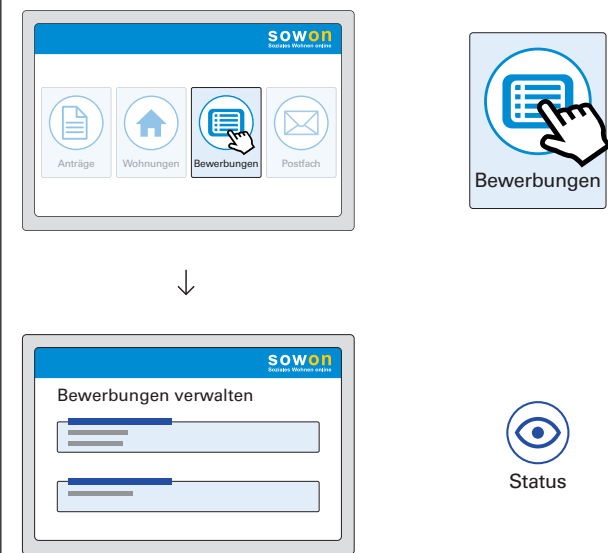 sowon
Soziales Wohnen online
Anträge
Wohnungen
Bewerbungen
Postfach
Bewerbungen
sowon
Soziales Wohnen online
Bewerbungen verwalten
Status